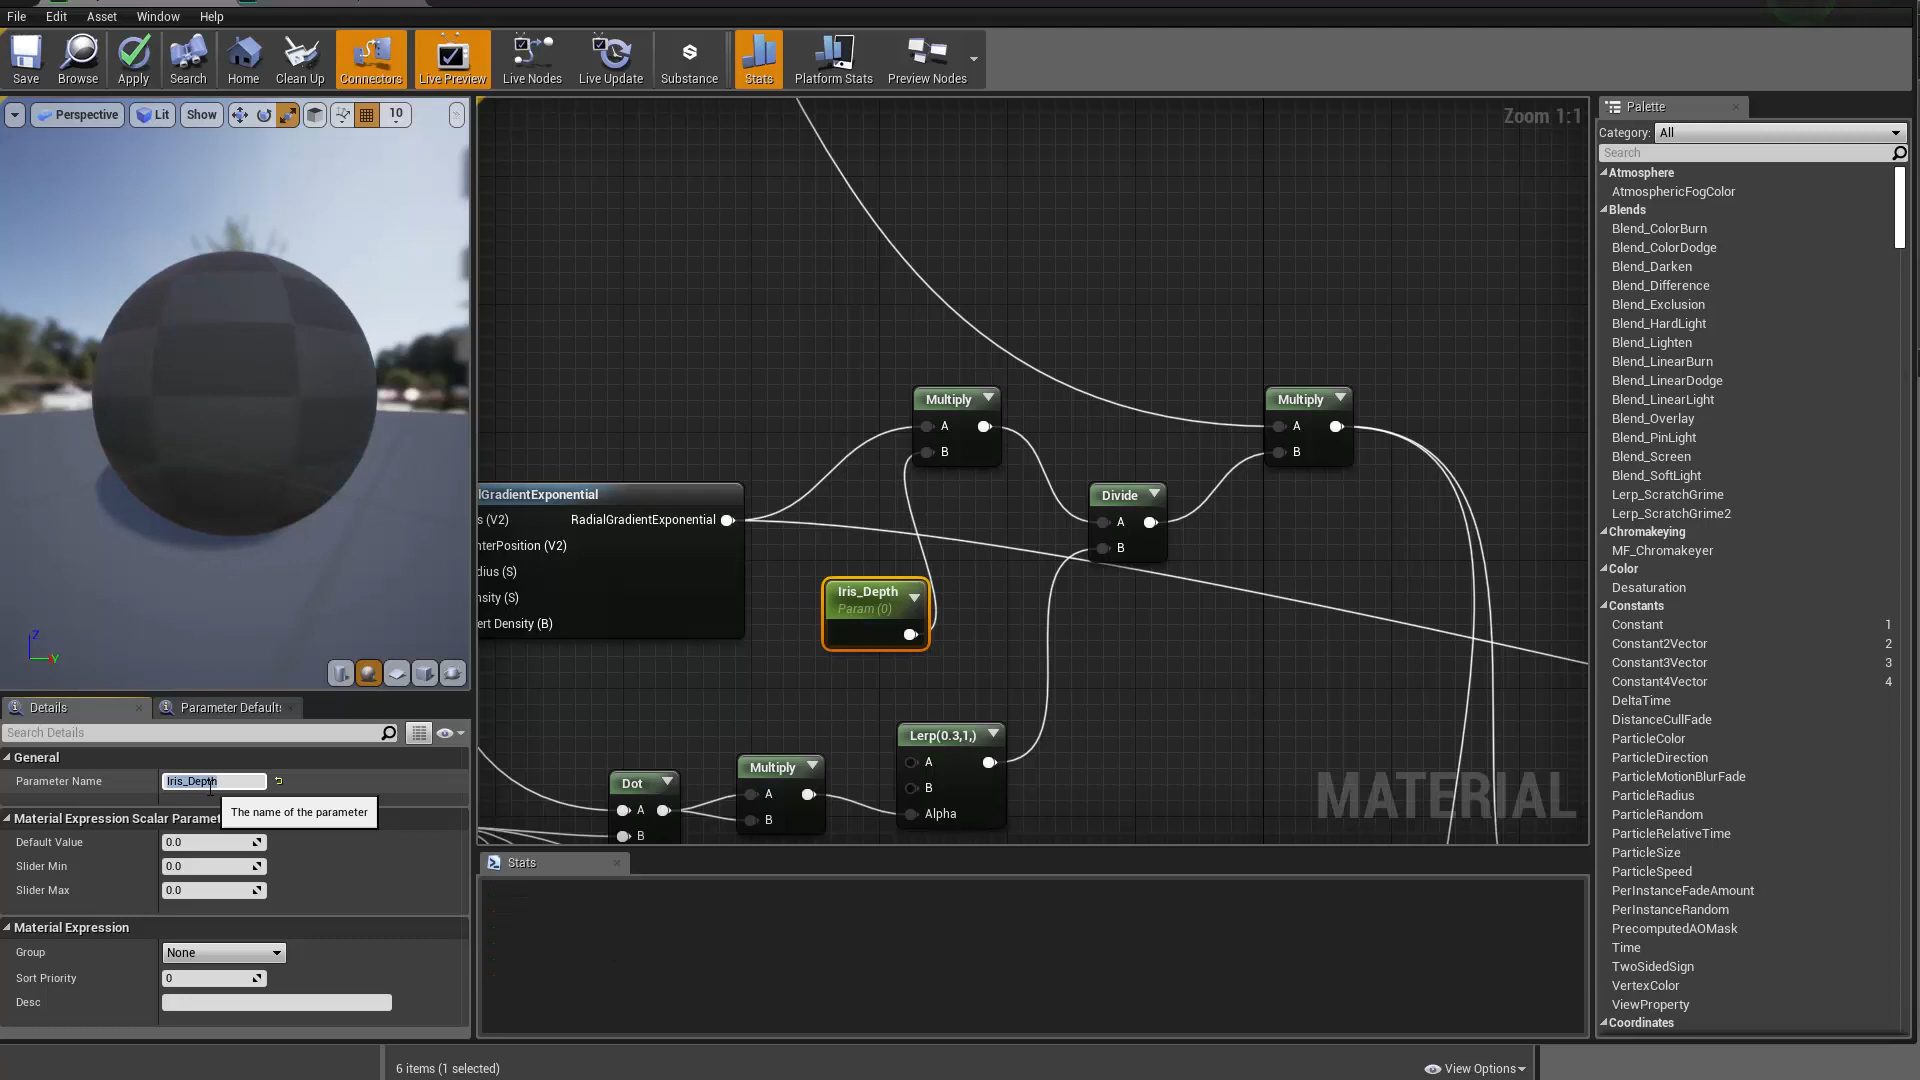 File Edit Asset Window Help
Save Browse Apply Search Home Clean Up Connectors Live Preview Live Nodes Live Update Substance Stats Platform Stats Preview Nodes
Perspective Lit Show 10
Zoom 1:1
Multiply
A
B
Multiply
A
B
Divide
A
B
lGradientExponential
s (V2) RadialGradientExponential
nterPosition (V2)
dius (S)
nsity (S)
ert Density (B)
Iris_Depth
Param (0)
Lerp(0.3,1,)
A
B
Alpha
Multiply
A
B
Dot
A
B
MATERIAL
Z
Y
Details Parameter Defaults
Search Details
General
Parameter Name Iris_Depth
The name of the parameter
Material Expression Scalar Paramet
Default Value 0.0
Slider Min 0.0
Slider Max 0.0
Material Expression
Group None
Sort Priority 0
Desc
Stats
6 items (1 selected)
View Options
Palette
Category: All
Search
Atmosphere
AtmosphericFogColor
Blends
Blend_ColorBurn
Blend_ColorDodge
Blend_Darken
Blend_Difference
Blend_Exclusion
Blend_HardLight
Blend_Lighten
Blend_LinearBurn
Blend_LinearDodge
Blend_LinearLight
Blend_Overlay
Blend_PinLight
Blend_Screen
Blend_SoftLight
Lerp_ScratchGrime
Lerp_ScratchGrime2
Chromakeying
MF_Chromakeyer
Color
Desaturation
Constants
Constant 1
Constant2Vector 2
Constant3Vector 3
Constant4Vector 4
DeltaTime
DistanceCullFade
ParticleColor
ParticleDirection
ParticleMotionBlurFade
ParticleRadius
ParticleRandom
ParticleRelativeTime
ParticleSize
ParticleSpeed
PerInstanceFadeAmount
PerInstanceRandom
PrecomputedAOMask
Time
TwoSidedSign
VertexColor
ViewProperty
Coordinates